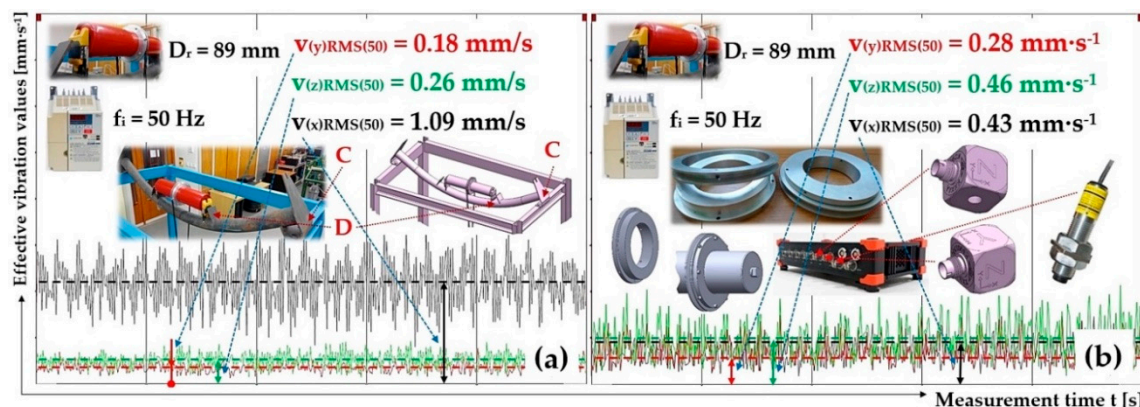 Effective vibration values [mm·s⁻¹]
Dᵣ = 89 mm
v(y)RMS(50) = 0.18 mm/s
v(z)RMS(50) = 0.26 mm/s
fᵢ = 50 Hz
v(x)RMS(50) = 1.09 mm/s
C
C
D
(a)
Dᵣ = 89 mm
v(y)RMS(50) = 0.28 mm·s⁻¹
v(z)RMS(50) = 0.46 mm·s⁻¹
fᵢ = 50 Hz
v(x)RMS(50) = 0.43 mm·s⁻¹
Z
Z
(b)
Measurement time t [s]